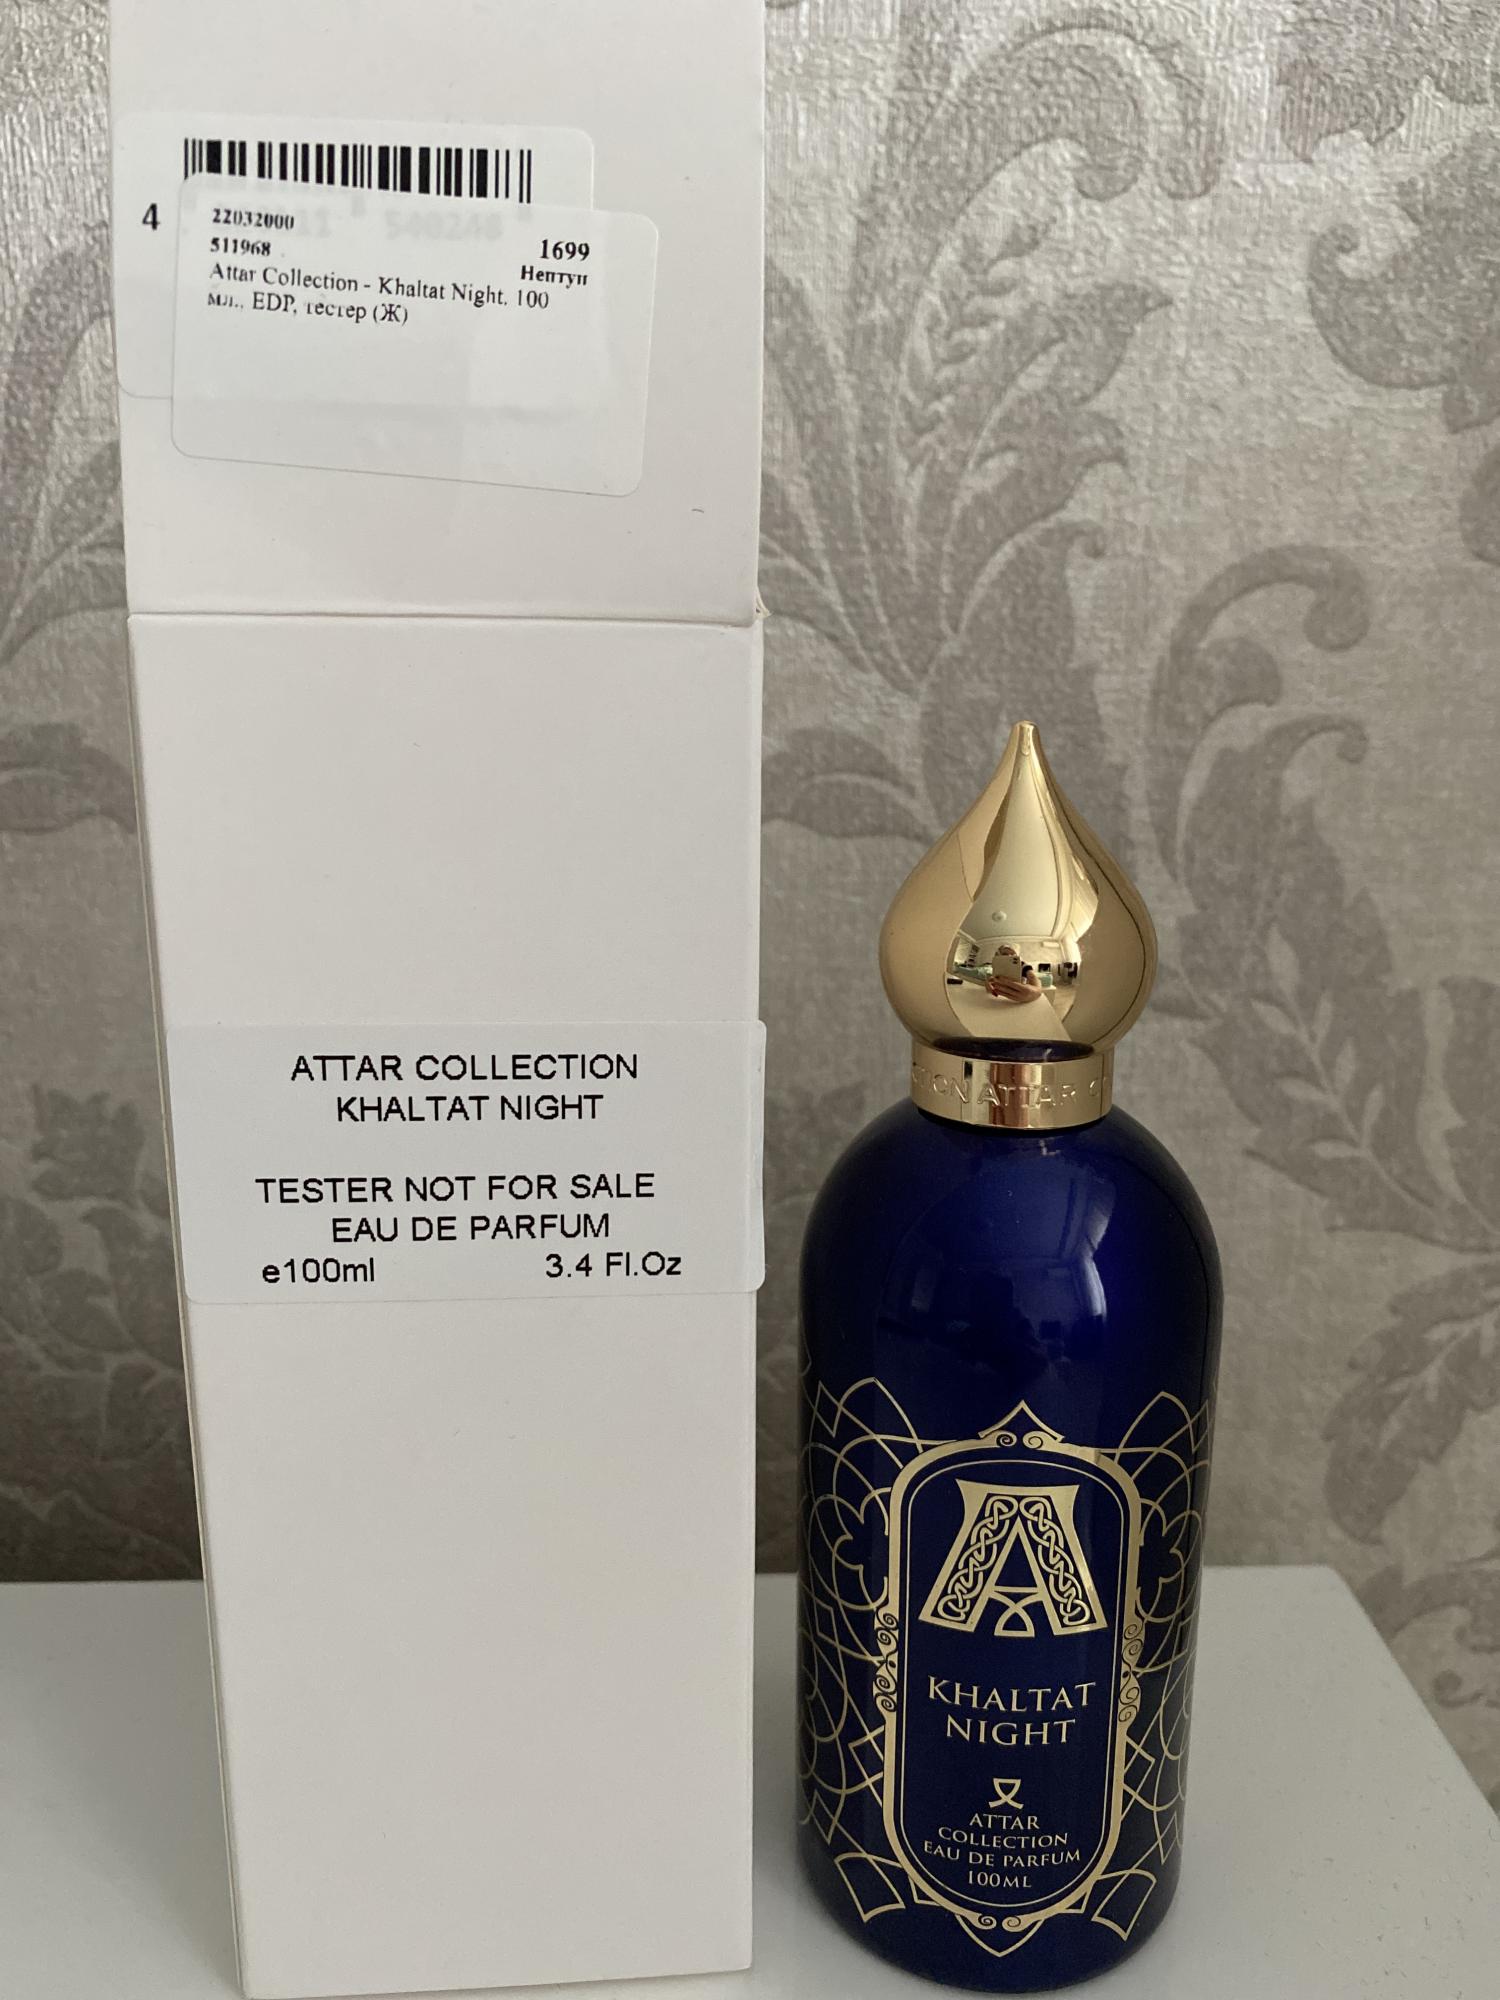 4
22032000
511968
1699
Нептун
Attar Collection - Khaltat Night, 100
мл., EDP, тестер (Ж)
ATTAR COLLECTION
KHALTAT NIGHT
TESTER NOT FOR SALE
EAU DE PARFUM
e100ml 3.4 Fl.Oz
ATTAR
A
KHALTAT
NIGHT
ATTAR
COLLECTION
EAU DE PARFUM
100ML